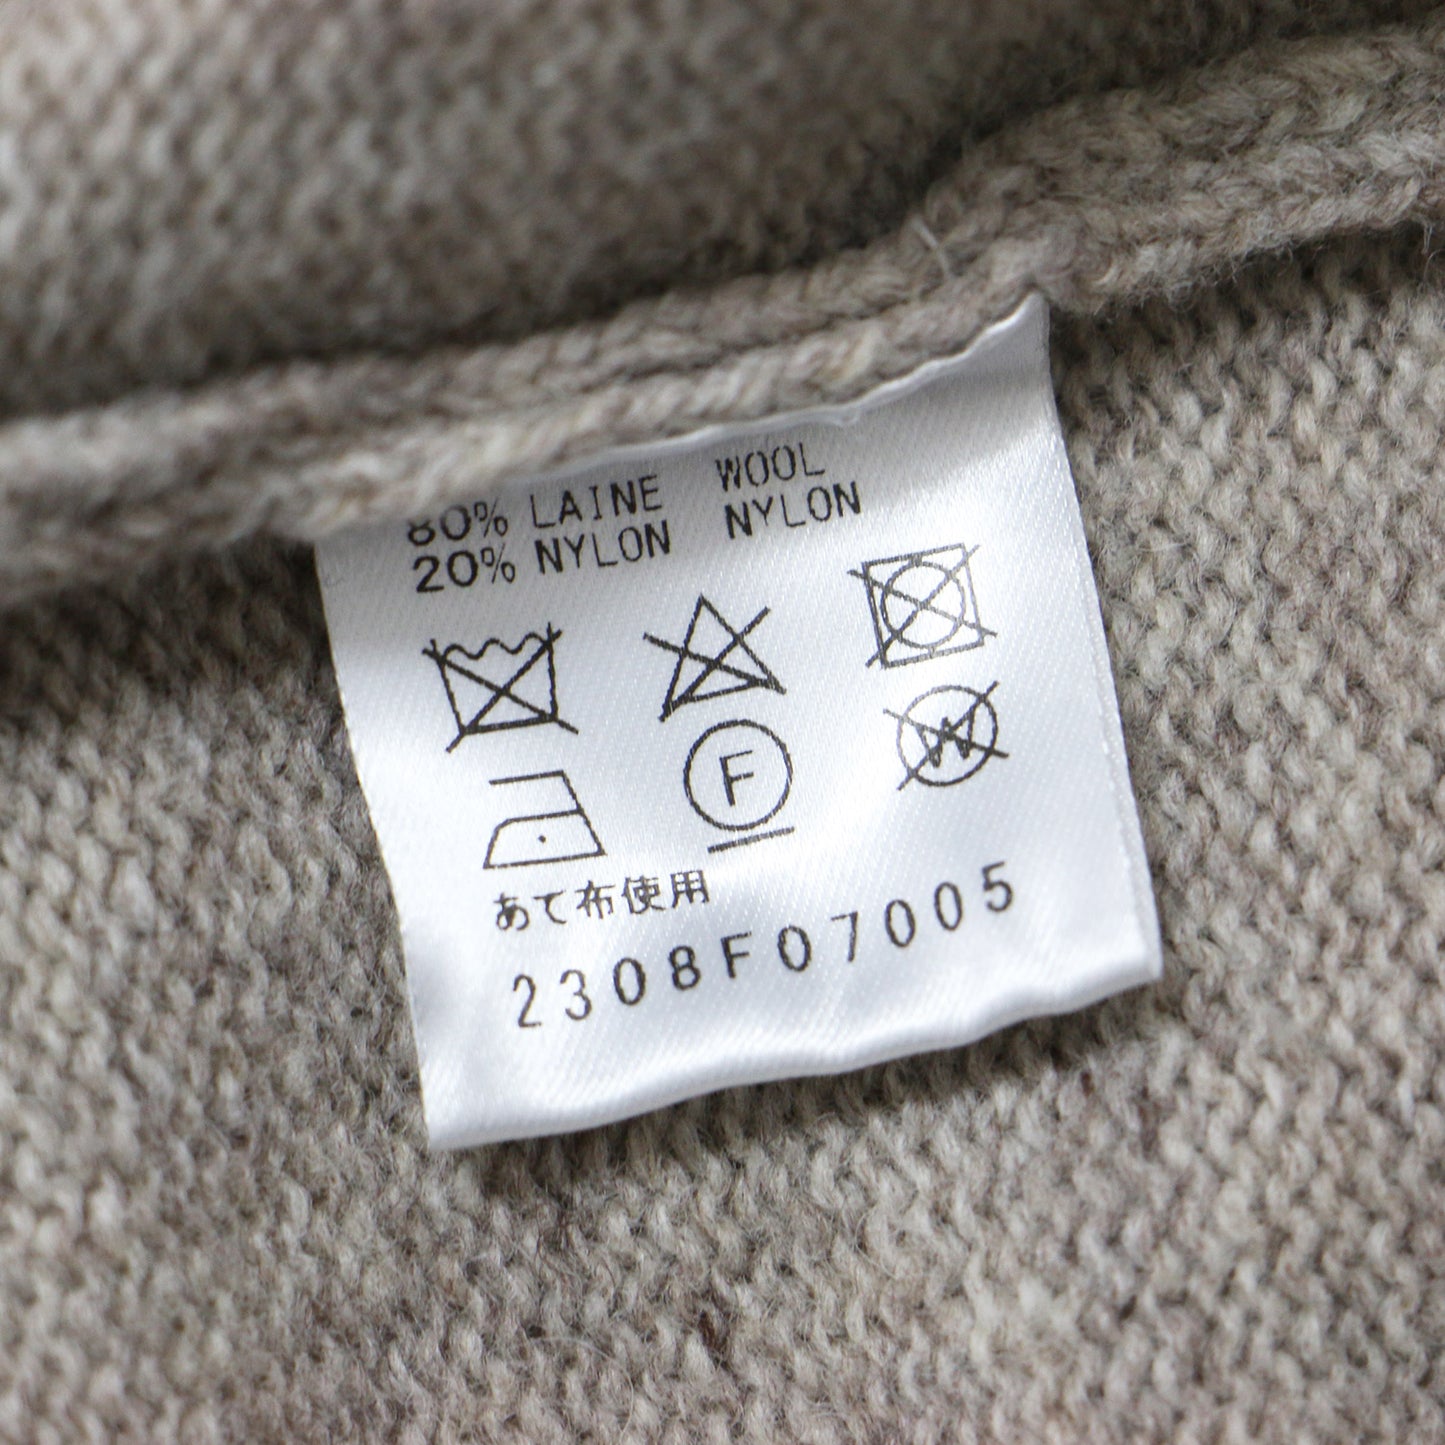 80% LAINE WOOL
20% NYLON NYLON
F
W
あて布使用
2308F07005